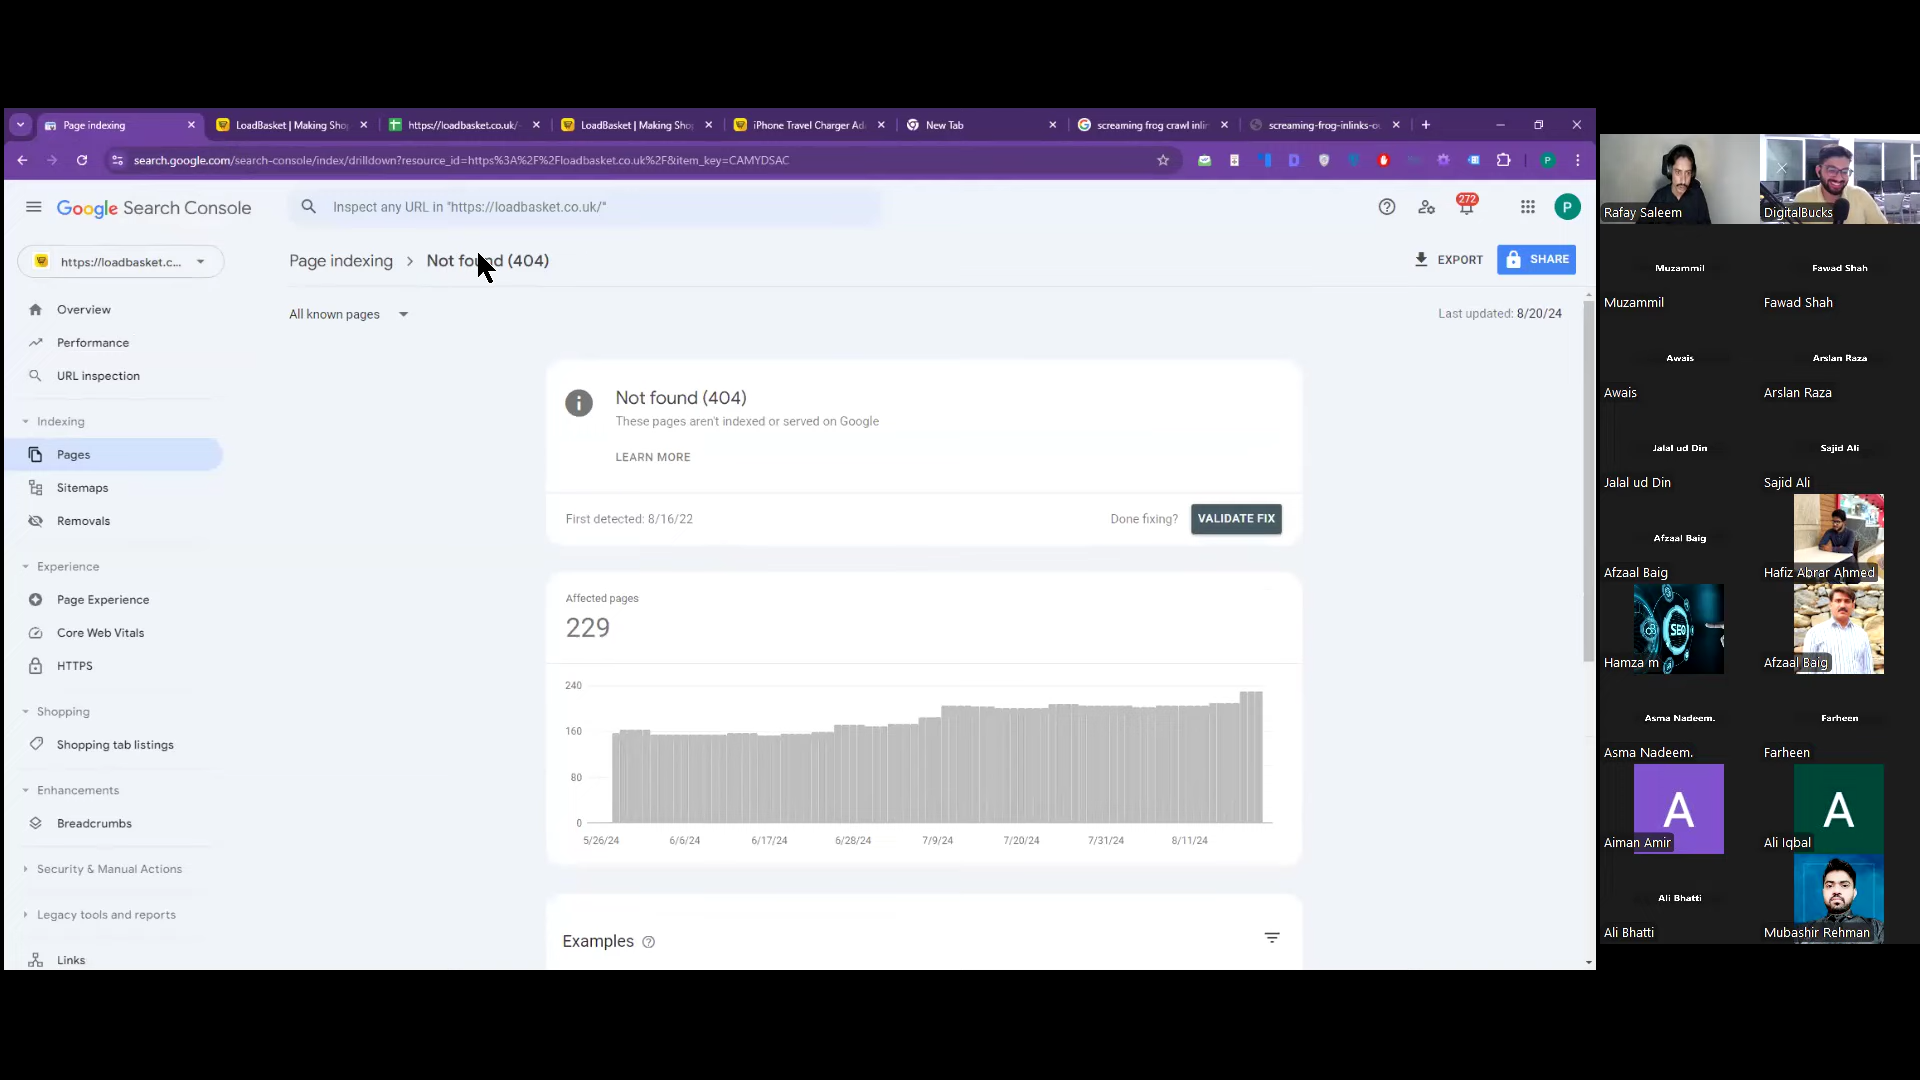 Page indexing
LoadBasket | Making Sho
https://loadbasket.co.uk/
LoadBasket | Making Sho
iPhone Travel Charger Ad
New Tab
screaming frog crawl inli
screaming-frog-inlinks-o
search.google.com/search-console/index/drilldown?resource_id=https%3A%2F%2Floadbasket.co.uk%2F&item_key=CAMYDSAC
P
Google Search Console
Inspect any URL in "https://loadbasket.co.uk/"
272
P
https://loadbasket.c...
Page indexing > Not found (404)
EXPORT
SHARE
All known pages
Last updated: 8/20/24
Overview
Performance
URL inspection
Indexing
Pages
Sitemaps
Removals
Experience
Page Experience
Core Web Vitals
HTTPS
Shopping
Shopping tab listings
Enhancements
Breadcrumbs
Security & Manual Actions
Legacy tools and reports
Links
Not found (404)
These pages aren't indexed or served on Google
LEARN MORE
First detected: 8/16/22
Done fixing?
VALIDATE FIX
Affected pages
229
240
160
80
0
5/26/24
6/6/24
6/17/24
6/28/24
7/9/24
7/20/24
7/31/24
8/11/24
Examples
Rafay Saleem
DigitalBucks
Muzammil
Muzammil
Fawad Shah
Fawad Shah
Awais
Awais
Arslan Raza
Arslan Raza
Jalal ud Din
Jalal ud Din
Sajid Ali
Sajid Ali
Afzaal Baig
Afzaal Baig
Hafiz Abrar Ahmed
SEO
Hamza m
Afzaal Baig
Asma Nadeem.
Asma Nadeem.
Farheen
Farheen
A
Aiman Amir
A
Ali Iqbal
Ali Bhatti
Ali Bhatti
Mubashir Rehman